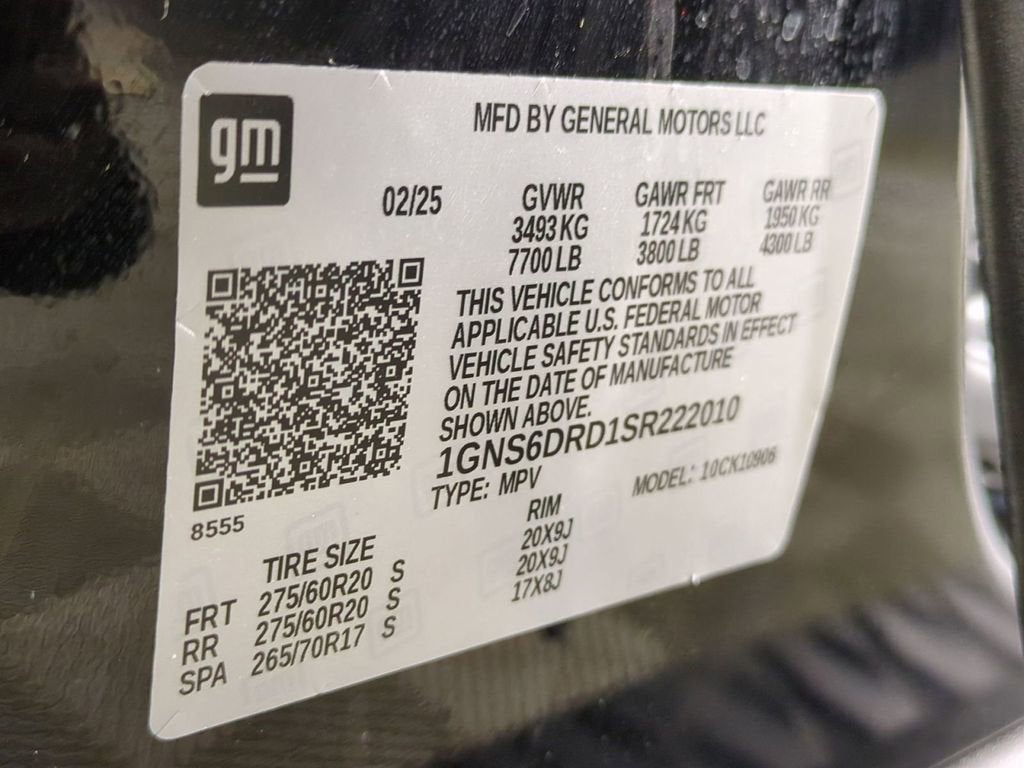 gm
MFD BY GENERAL MOTORS LLC
02/25 GVWR GAWR FRT GAWR RR
3493 KG 1724 KG 1950 KG
7700 LB 3800 LB 4300 LB
THIS VEHICLE CONFORMS TO ALL
APPLICABLE U.S. FEDERAL MOTOR
VEHICLE SAFETY STANDARDS IN EFFECT
ON THE DATE OF MANUFACTURE
SHOWN ABOVE.
1GNS6DRD1SR222010
TYPE: MPV MODEL: 10CK10906
8555
TIRE SIZE RIM
FRT 275/60R20 S 20X9J
RR 275/60R20 S 20X9J
SPA 265/70R17 S 17X8J